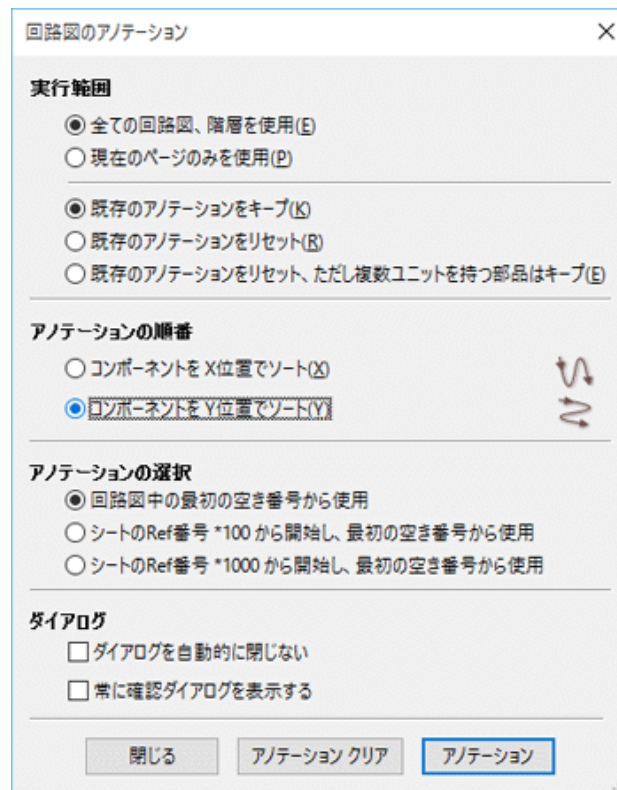 回路図のアノテーション
実行範囲
全ての回路図、階層を使用(E)
現在のページのみを使用(P)
既存のアノテーションをキープ(K)
既存のアノテーションをリセット(R)
既存のアノテーションをリセット、ただし複数ユニットを持つ部品はキープ(E)
アノテーションの順番
コンポーネントをX位置でソート(X)
コンポーネントをY位置でソート(Y)
アノテーションの選択
回路図中の最初の空き番号から使用
シートのRef番号 *100 から開始し、最初の空き番号から使用
シートのRef番号 *1000 から開始し、最初の空き番号から使用
ダイアログ
ダイアログを自動的に閉じない
常に確認ダイアログを表示する
閉じる アノテーション クリア アノテーション